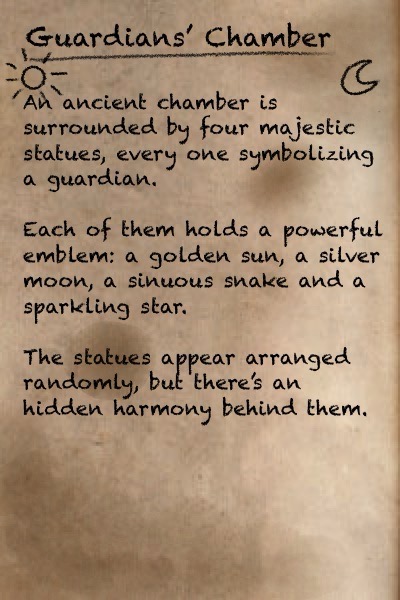 Guardians' Chamber
An ancient chamber is
surrounded by four majestic
statues, every one symbolizing
a guardian.
Each of them holds a powerful
emblem: a golden sun, a silver
moon, a sinuous snake and a
sparkling star.
The statues appear arranged
randomly, but there's an
hidden harmony behind them.